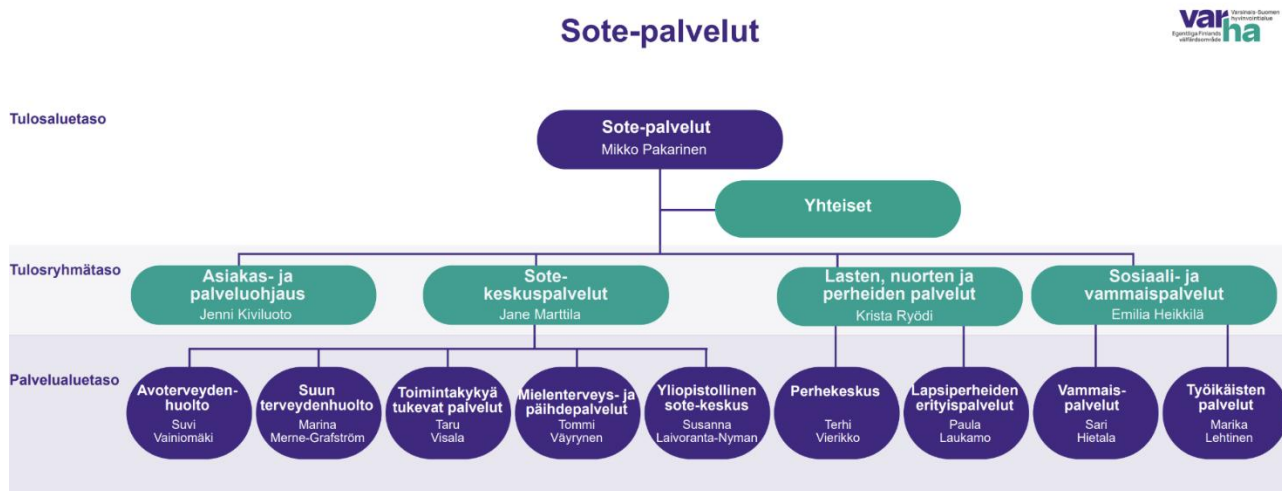 Sote-palvelut
var Varsinais-Suomen
hyvinvointialue
Egentliga Finlands
välfärdsområde ha
Tulosaluetaso
Sote-palvelut
Mikko Pakarinen
Yhteiset
Tulosryhmätaso
Asiakas- ja
palveluohjaus
Jenni Kiviluoto
Sote-
keskuspalvelut
Jane Marttila
Lasten, nuorten ja
perheiden palvelut
Krista Ryödi
Sosiaali- ja
vammaispalvelut
Emilia Heikkilä
Palvelualuetaso
Avoterveyden-
huolto
Suvi
Vainiomäki
Suun
terveydenhuolto
Marina
Merne-Grafström
Toimintakykyä
tukevat palvelut
Taru
Visala
Mielenterveys- ja
päihdepalvelut
Tommi
Väyrynen
Yliopistollinen
sote-keskus
Susanna
Laivoranta-Nyman
Perhekeskus
Terhi
Vierikko
Lapsiperheiden
erityispalvelut
Paula
Laukamo
Vammais-
palvelut
Sari
Hietala
Työikäisten
palvelut
Marika
Lehtinen